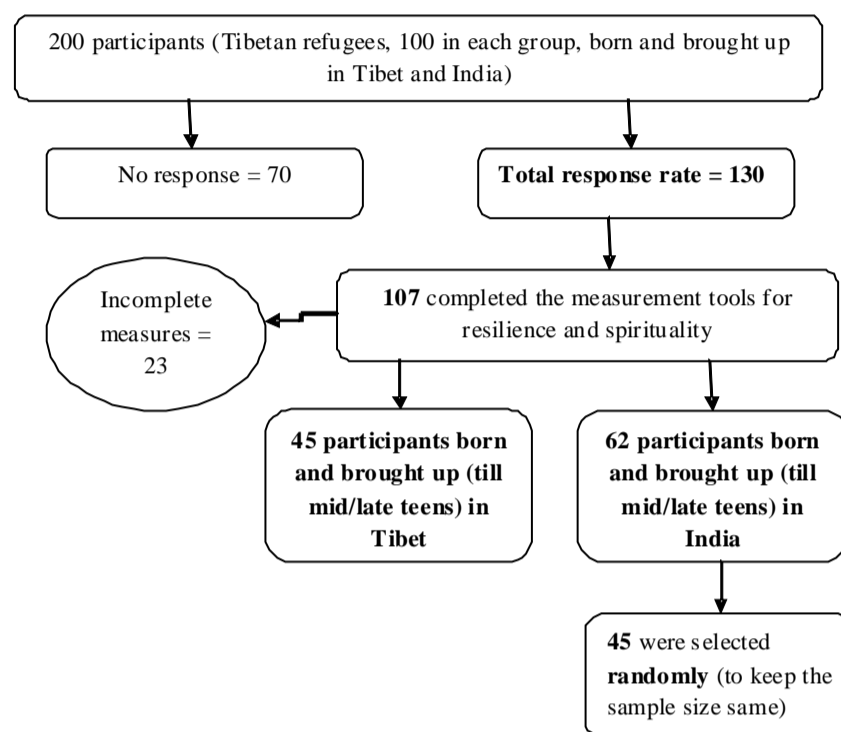 200 participants (Tibetan refugees, 100 in each group, born and brought up
in Tibet and India)
No response = 70
Total response rate = 130
107 completed the measurement tools for
resilience and spirituality
Incomplete
measures =
23
45 participants born
and brought up (till
mid/late teens) in
Tibet
62 participants born
and brought up (till
mid/late teens) in
India
45 were selected
randomly (to keep the
sample size same)